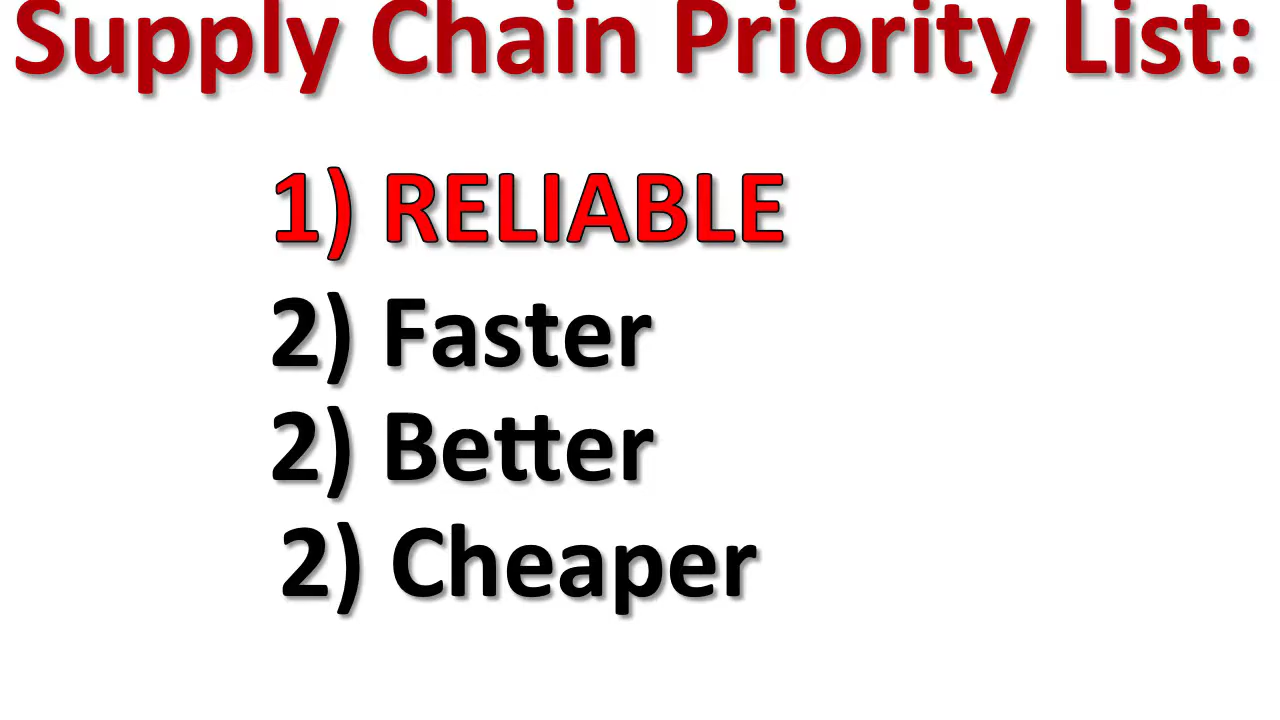 Supply Chain Priority List:
1) RELIABLE
2) Faster
2) Better
2) Cheaper